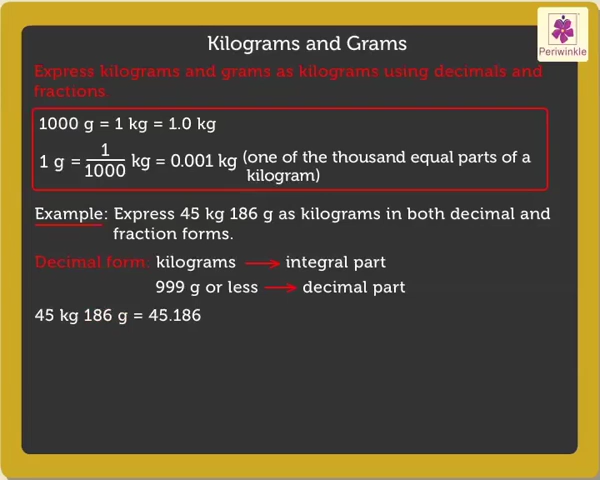 Kilograms and Grams
Periwinkle
Express kilograms and grams as kilograms using decimals and
fractions.
1000 g = 1 kg = 1.0 kg
1 g = 1/1000 kg = 0.001 kg (one of the thousand equal parts of a
kilogram)
Example: Express 45 kg 186 g as kilograms in both decimal and
fraction forms.
Decimal form: kilograms → integral part
999 g or less → decimal part
45 kg 186 g = 45.186